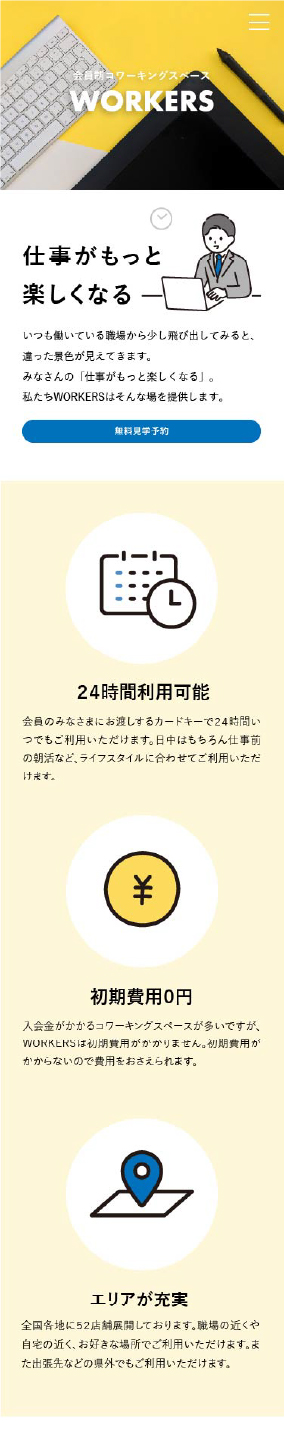 会員制コワーキングスペース
WORKERS
仕事がもっと
楽しくなる
いつも働いている職場から少し飛び出してみると、
違った景色が見えてきます。
みなさんの「仕事がもっと楽しくなる」。
私たちWORKERSはそんな場を提供します。
無料見学予約
24時間利用可能
会員のみなさまにお渡しするカードキーで24時間い
つでもご利用いただけます。日中はもちろん仕事前
の朝活など、ライフスタイルに合わせてご利用いただ
けます。
¥
初期費用0円
入会金がかかるコワーキングスペースが多いですが、
WORKERSは初期費用がかかりません。初期費用が
かからないので費用をおさえられます。
エリアが充実
全国各地に52店舗展開しております。職場の近くや
自宅の近く、お好きな場所でご利用いただけます。ま
た出張先などの県外でもご利用いただけます。